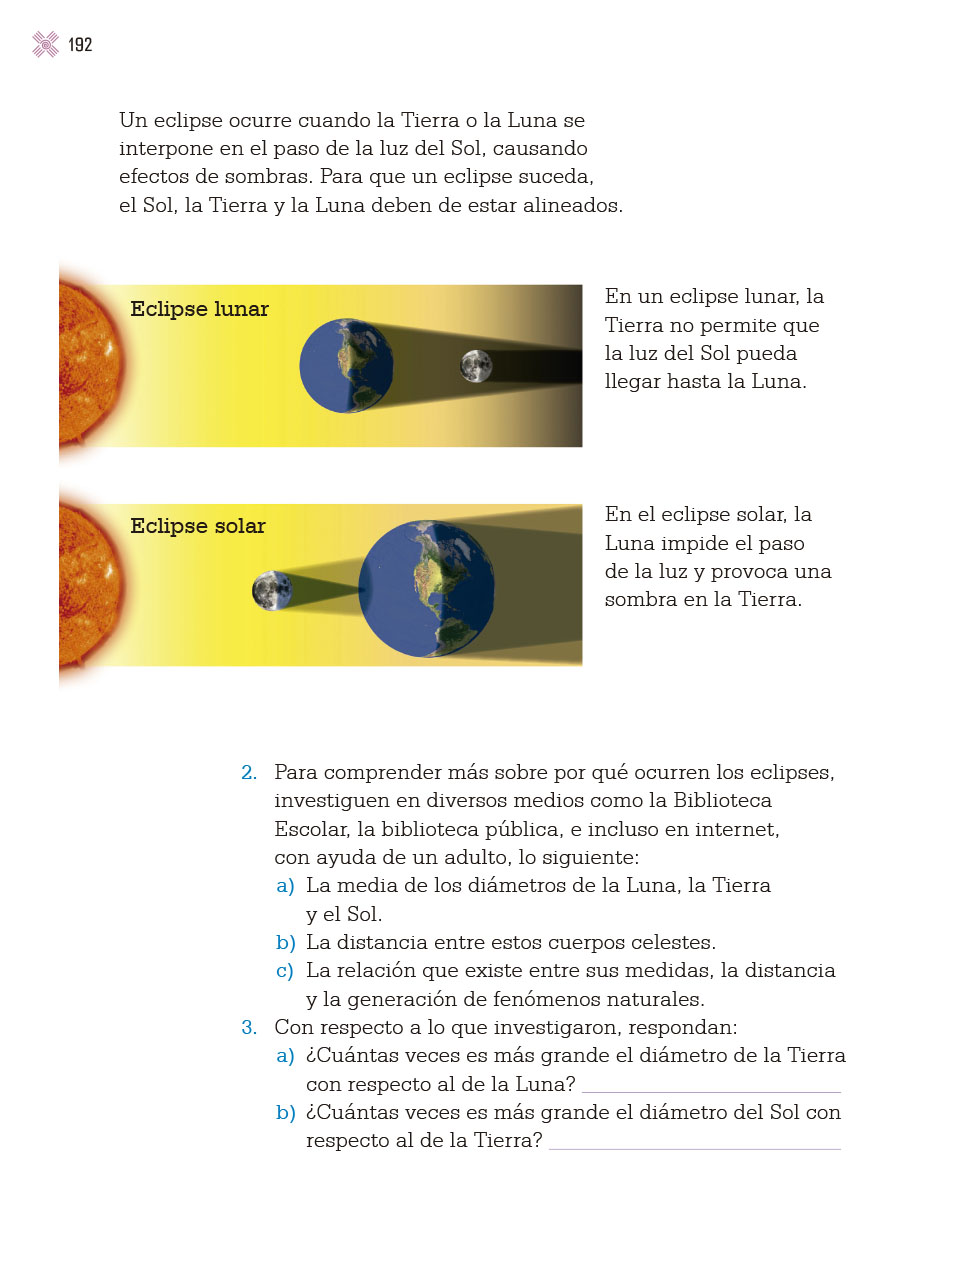 192
Un eclipse ocurre cuando la Tierra o la Luna se
interpone en el paso de la luz del Sol, causando
efectos de sombras. Para que un eclipse suceda,
el Sol, la Tierra y la Luna deben de estar alineados.
Eclipse lunar
En un eclipse lunar, la
Tierra no permite que
la luz del Sol pueda
llegar hasta la Luna.
Eclipse solar
En el eclipse solar, la
Luna impide el paso
de la luz y provoca una
sombra en la Tierra.
2. Para comprender más sobre por qué ocurren los eclipses,
investiguen en diversos medios como la Biblioteca
Escolar, la biblioteca pública, e incluso en internet,
con ayuda de un adulto, lo siguiente:
a) La media de los diámetros de la Luna, la Tierra
y el Sol.
b) La distancia entre estos cuerpos celestes.
c) La relación que existe entre sus medidas, la distancia
y la generación de fenómenos naturales.
3. Con respecto a lo que investigaron, respondan:
a) ¿Cuántas veces es más grande el diámetro de la Tierra
con respecto al de la Luna?
b) ¿Cuántas veces es más grande el diámetro del Sol con
respecto al de la Tierra?